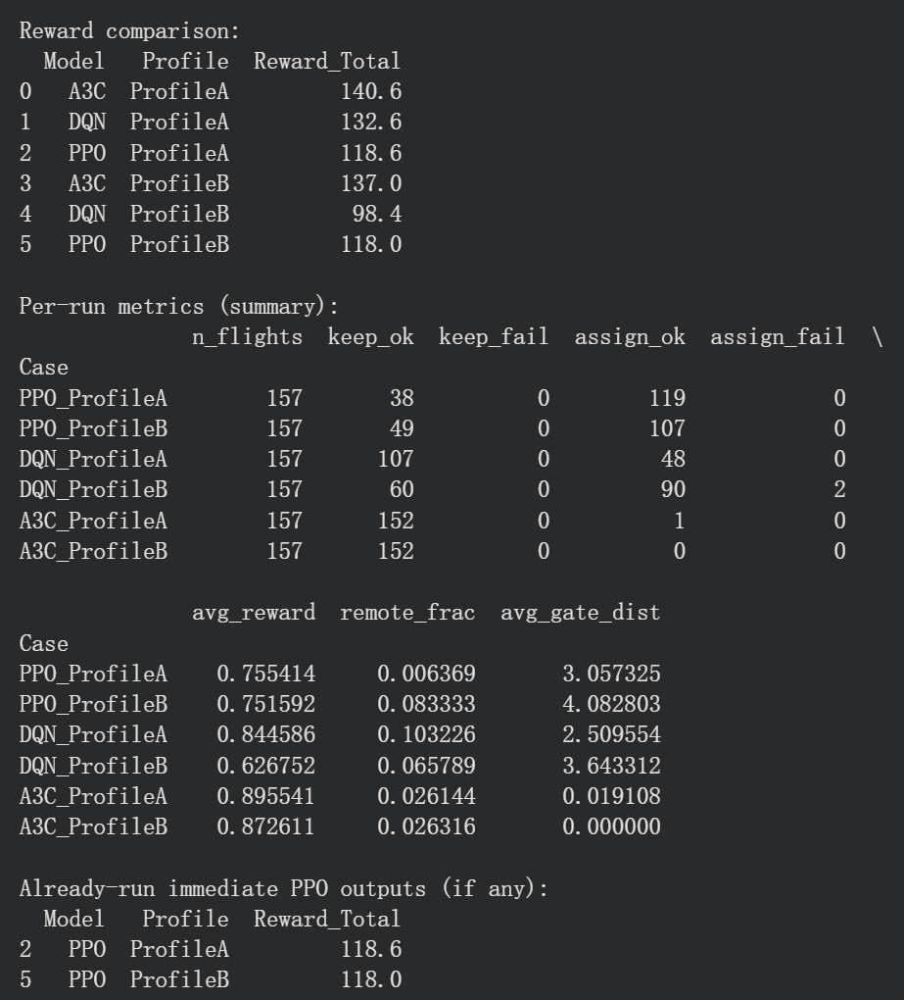 Reward comparison:
  Model   Profile  Reward_Total
0   A3C  ProfileA         140.6
1   DQN  ProfileA         132.6
2   PPO  ProfileA         118.6
3   A3C  ProfileB         137.0
4   DQN  ProfileB          98.4
5   PPO  ProfileB         118.0

Per-run metrics (summary):
              n_flights  keep_ok  keep_fail  assign_ok  assign_fail  \
Case
PPO_ProfileA        157       38          0        119            0
PPO_ProfileB        157       49          0        107            0
DQN_ProfileA        157      107          0         48            0
DQN_ProfileB        157       60          0         90            2
A3C_ProfileA        157      152          0          1            0
A3C_ProfileB        157      152          0          0            0

              avg_reward  remote_frac  avg_gate_dist
Case
PPO_ProfileA    0.755414     0.006369       3.057325
PPO_ProfileB    0.751592     0.083333       4.082803
DQN_ProfileA    0.844586     0.103226       2.509554
DQN_ProfileB    0.626752     0.065789       3.643312
A3C_ProfileA    0.895541     0.026144       0.019108
A3C_ProfileB    0.872611     0.026316       0.000000

Already-run immediate PPO outputs (if any):
  Model   Profile  Reward_Total
2   PPO  ProfileA         118.6
5   PPO  ProfileB         118.0